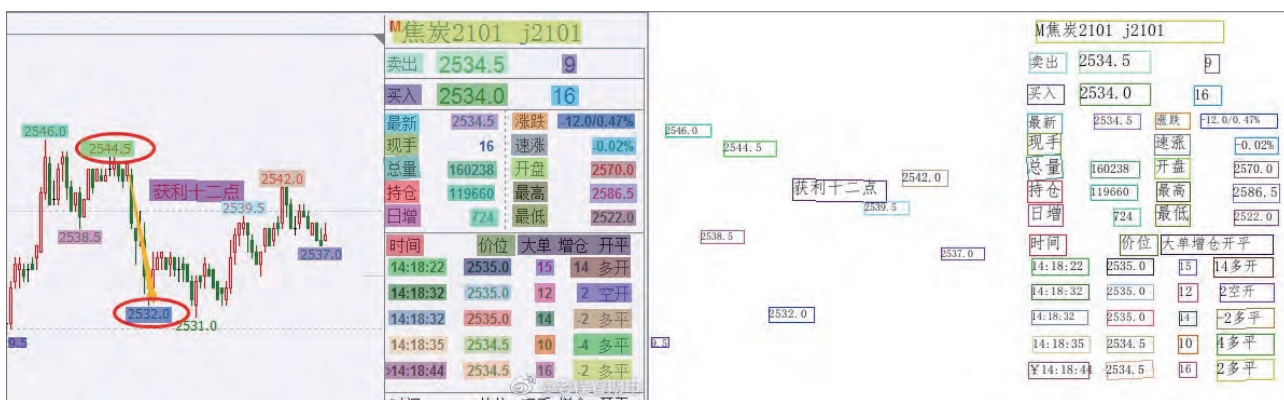 M焦炭2101 j2101
卖出 2534.5 9
买入 2534.0 16
最新 2534.5 涨跌 -12.0/0.47%
现手 16 速涨 -0.02%
总量 160238 开盘 2570.0
持仓 119660 最高 2586.5
日增 724 最低 2522.0
时间 价位 大单 增仓 开平
14:18:22 2535.0 15 14 多开
14:18:32 2535.0 12 2 空开
14:18:32 2535.0 14 -2 多平
14:18:35 2534.5 10 -4 多平
14:18:44 2534.5 16 -2 多平
2546.0
2544.5
获利十二点
2542.0
2539.5
2538.5
2537.0
2532.0
2531.0
9.5
M焦炭2101 j2101
卖出 2534.5 9
买入 2534.0 16
最新 2534.5 涨跌 -12.0/0.47%
现手 速涨 -0.02%
总量 160238 开盘 2570.0
持仓 119660 最高 2586.5
日增 724 最低 2522.0
时间 价位 大单增仓开平
14:18:22 2535.0 15 14多开
14:18:32 2535.0 12 2空开
14:18:32 2535.0 14 -2多平
14:18:35 2534.5 10 4多平
¥14:18:44 2534.5 16 2多平
2546.0
2544.5
2542.0
获利十二点
2539.5
2538.5
2537.0
2532.0
9.5